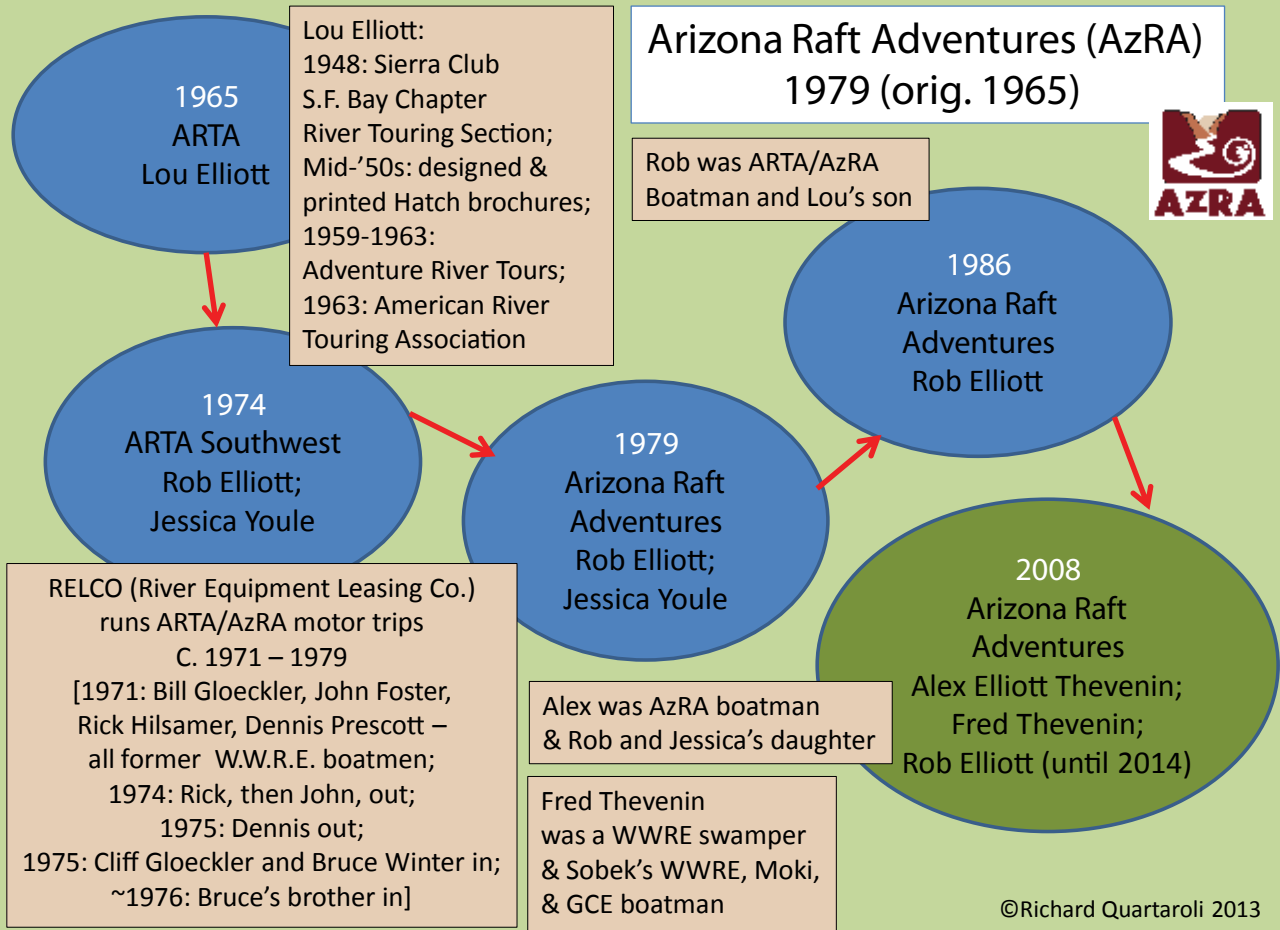 Arizona Raft Adventures (AzRA)
1979 (orig. 1965)
AZRA
1965
ARTA
Lou Elliott
Lou Elliott:
1948: Sierra Club
S.F. Bay Chapter
River Touring Section;
Mid-’50s: designed &
printed Hatch brochures;
1959-1963:
Adventure River Tours;
1963: American River
Touring Association
Rob was ARTA/AzRA
Boatman and Lou’s son
1974
ARTA Southwest
Rob Elliott;
Jessica Youle
1979
Arizona Raft
Adventures
Rob Elliott;
Jessica Youle
1986
Arizona Raft
Adventures
Rob Elliott
2008
Arizona Raft
Adventures
Alex Elliott Thevenin;
Fred Thevenin;
Rob Elliott (until 2014)
RELCO (River Equipment Leasing Co.)
runs ARTA/AzRA motor trips
C. 1971 – 1979
[1971: Bill Gloeckler, John Foster,
Rick Hilsamer, Dennis Prescott –
all former W.W.R.E. boatmen;
1974: Rick, then John, out;
1975: Dennis out;
1975: Cliff Gloeckler and Bruce Winter in;
~1976: Bruce’s brother in]
Alex was AzRA boatman
& Rob and Jessica’s daughter
Fred Thevenin
was a WWRE swamper
& Sobek’s WWRE, Moki,
& GCE boatman
©Richard Quartaroli 2013